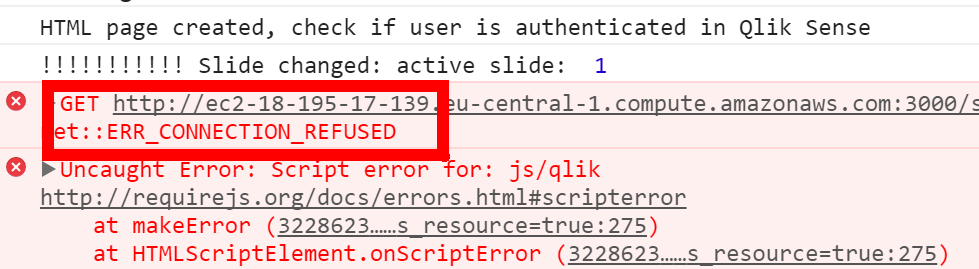 HTML page created, check if user is authenticated in Qlik Sense
!!!!!!!!!!! Slide changed: active slide: 1
GET http://ec2-18-195-17-139.eu-central-1.compute.amazonaws.com:3000/s
et::ERR_CONNECTION_REFUSED
▶Uncaught Error: Script error for: js/qlik
http://requirejs.org/docs/errors.html#scripterror
at makeError (3228623……s_resource=true:275)
at HTMLScriptElement.onScriptError (3228623……s_resource=true:275)